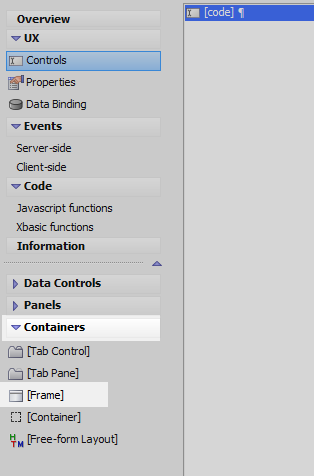 Overview
UX
Controls
Properties
Data Binding
Events
Server-side
Client-side
Code
Javascript functions
Xbasic functions
Information
Data Controls
Panels
Containers
[Tab Control]
[Tab Pane]
[Frame]
[Container]
[Free-form Layout]
[code] ¶